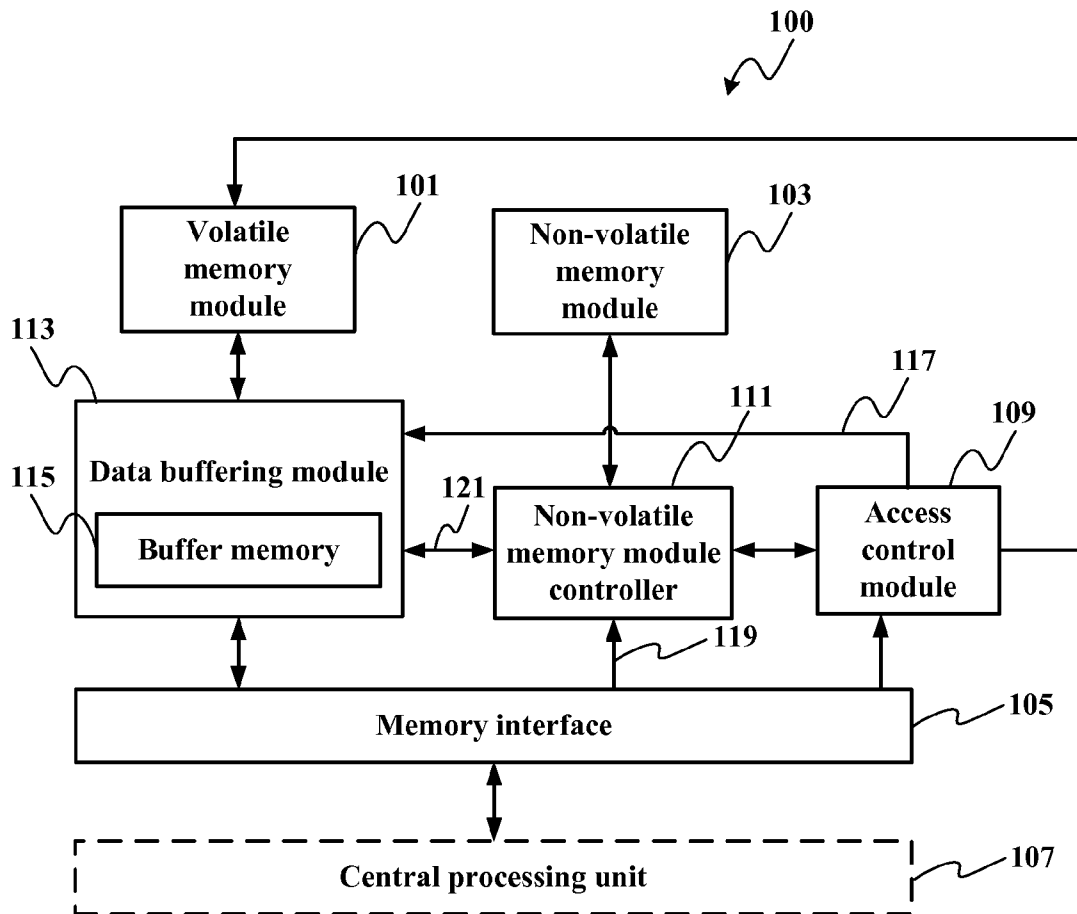 100
101
103
Volatile
memory
module
Non-volatile
memory
module
113
117
111
109
Data buffering module
115
121
Buffer memory
Non-volatile
memory module
controller
Access
control
module
119
Memory interface
105
Central processing unit
107